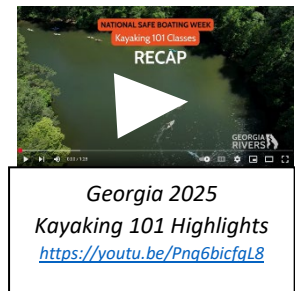 NATIONAL SAFE BOATING WEEK
Kayaking 101 Classes
RECAP
GEORGIA
RIVERS
Georgia 2025
Kayaking 101 Highlights
https://youtu.be/Pnq6bicfqL8